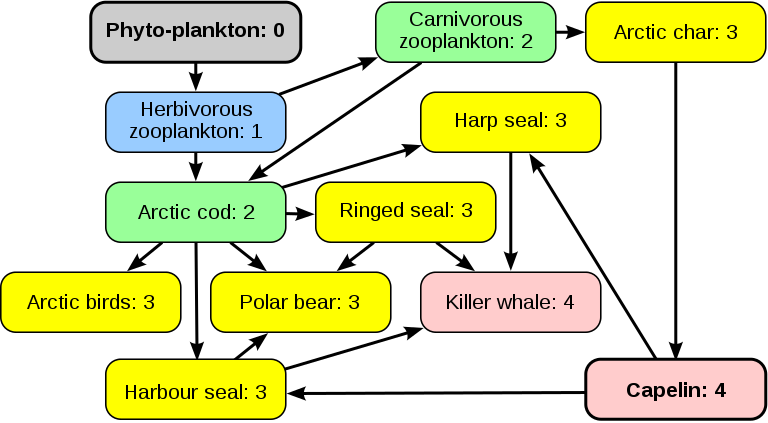 Phyto-plankton: 0
Carnivorous
zooplankton: 2
Arctic char: 3
Herbivorous
zooplankton: 1
Harp seal: 3
Arctic cod: 2
Ringed seal: 3
Arctic birds: 3
Polar bear: 3
Killer whale: 4
Harbour seal: 3
Capelin: 4